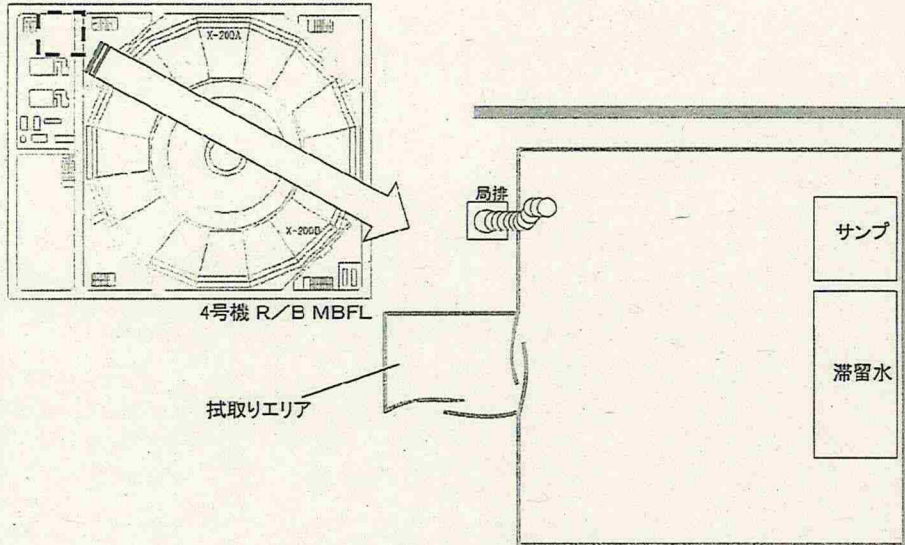 X-200A
X-200B
4号機 R/B MBFL
局排
サンプ
滞留水
拭取りエリア